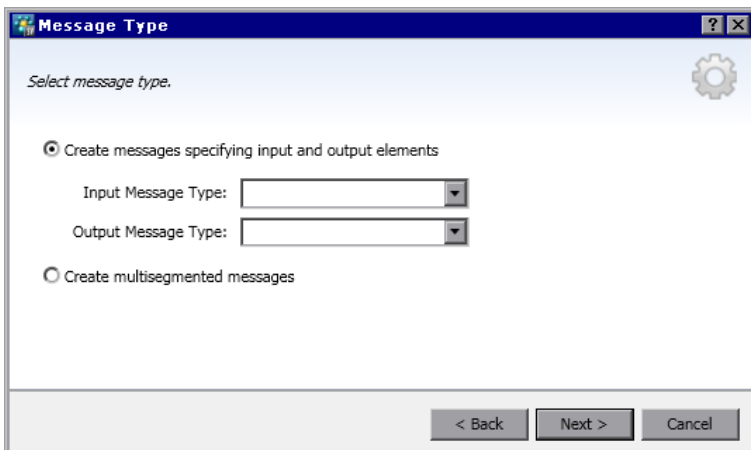 Message Type
Select message type.
Create messages specifying input and output elements
Input Message Type:
Output Message Type:
Create multisegmented messages
< Back Next > Cancel